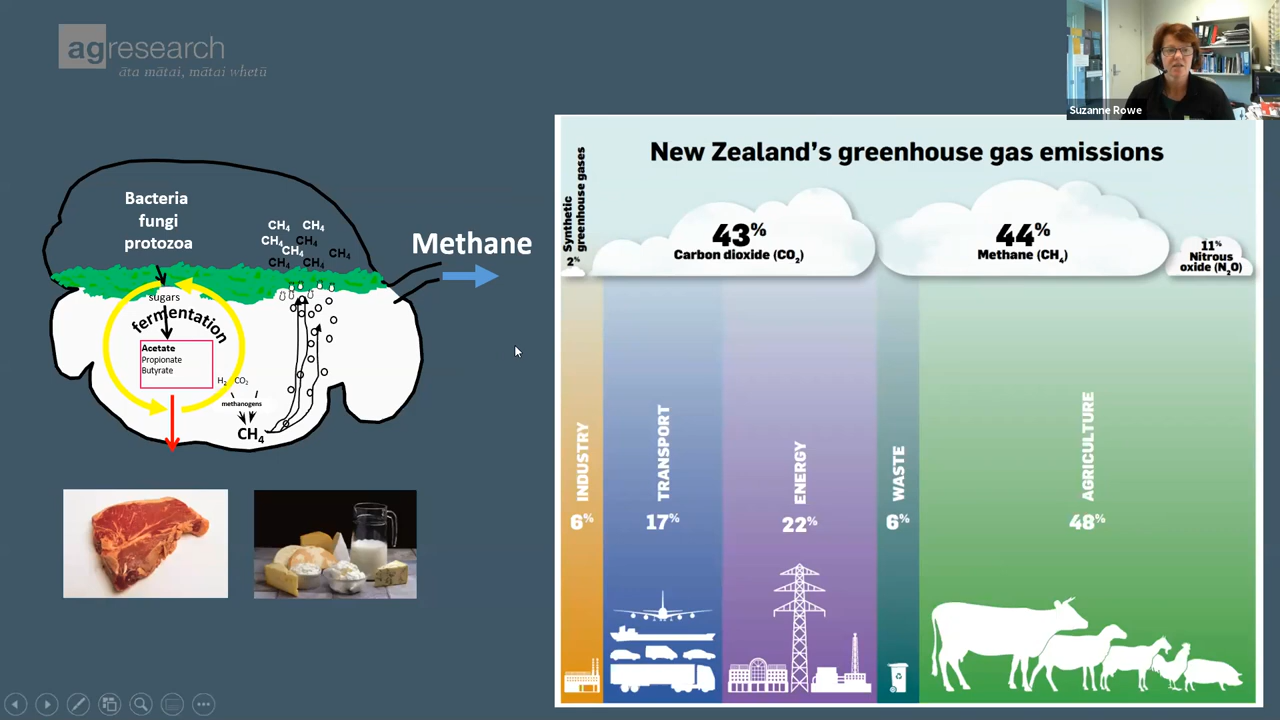 agresearch
āta mātai, mātai whetū
Suzanne Rowe
Bacteria
fungi
protozoa
CH4 CH4
CH4 CH4
CH4 CH4
CH4 CH4
Methane
sugars
fermentation
Acetate
Propionate
Butyrate
H2 CO2
methanogens
CH4
New Zealand's greenhouse gas emissions
Synthetic
greenhouse gases
2%
43%
Carbon dioxide (CO2)
44%
Methane (CH4)
11%
Nitrous
oxide (N2O)
INDUSTRY
6%
TRANSPORT
17%
ENERGY
22%
WASTE
6%
AGRICULTURE
48%